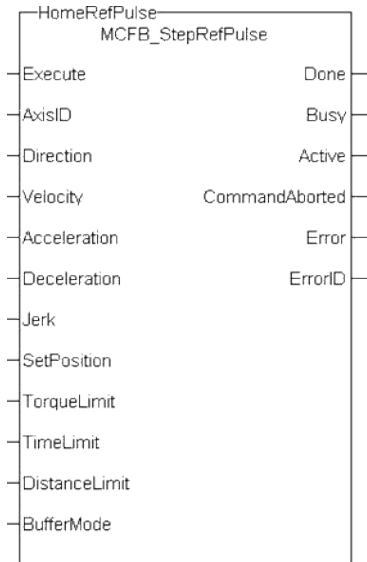 HomeRefPulse
MCFB_StepRefPulse
Execute Done
AxisID Busy
Direction Active
Velocity CommandAborted
Acceleration Error
Deceleration ErrorID
Jerk
SetPosition
TorqueLimit
TimeLimit
DistanceLimit
BufferMode